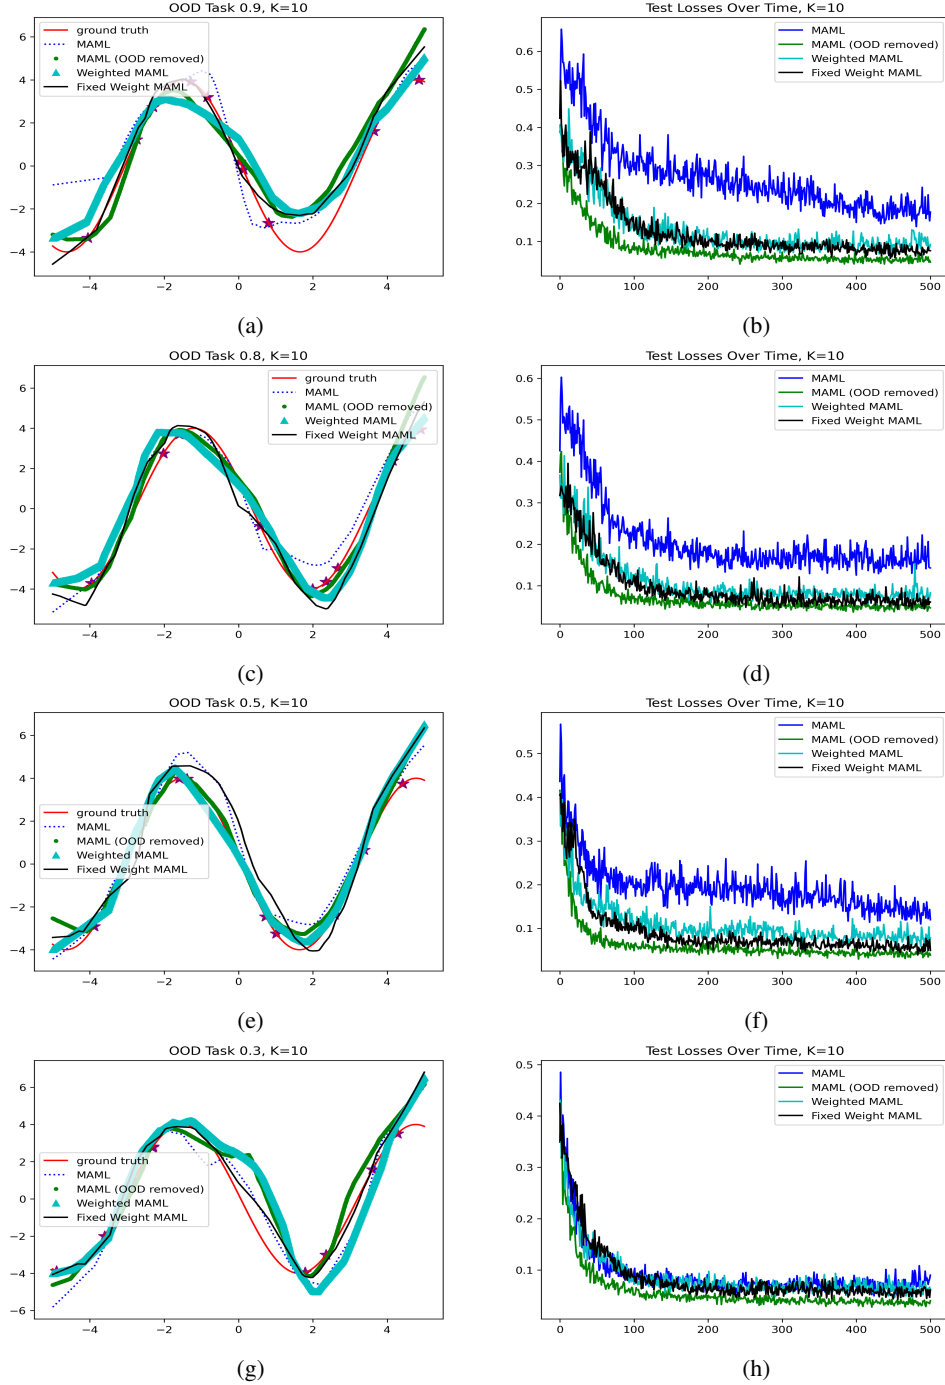 OOD Task 0.9, K=10
6
4
2
0
−2
−4
−4
−2
0
2
4
ground truth
MAML
MAML (OOD removed)
Weighted MAML
Fixed Weight MAML
(a)
Test Losses Over Time, K=10
0.6
0.5
0.4
0.3
0.2
0.1
0
100
200
300
400
500
MAML
MAML (OOD removed)
Weighted MAML
Fixed Weight MAML
(b)
OOD Task 0.8, K=10
6
4
2
0
−2
−4
−4
−2
0
2
4
ground truth
MAML
MAML (OOD removed)
Weighted MAML
Fixed Weight MAML
(c)
Test Losses Over Time, K=10
0.6
0.5
0.4
0.3
0.2
0.1
0
100
200
300
400
500
MAML
MAML (OOD removed)
Weighted MAML
Fixed Weight MAML
(d)
OOD Task 0.5, K=10
6
4
2
0
−2
−4
−4
−2
0
2
4
ground truth
MAML
MAML (OOD removed)
Weighted MAML
Fixed Weight MAML
(e)
Test Losses Over Time, K=10
0.5
0.4
0.3
0.2
0.1
0
100
200
300
400
500
MAML
MAML (OOD removed)
Weighted MAML
Fixed Weight MAML
(f)
OOD Task 0.3, K=10
6
4
2
0
−2
−4
−6
−4
−2
0
2
4
ground truth
MAML
MAML (OOD removed)
Weighted MAML
Fixed Weight MAML
(g)
Test Losses Over Time, K=10
0.5
0.4
0.3
0.2
0.1
0
100
200
300
400
500
MAML
MAML (OOD removed)
Weighted MAML
Fixed Weight MAML
(h)